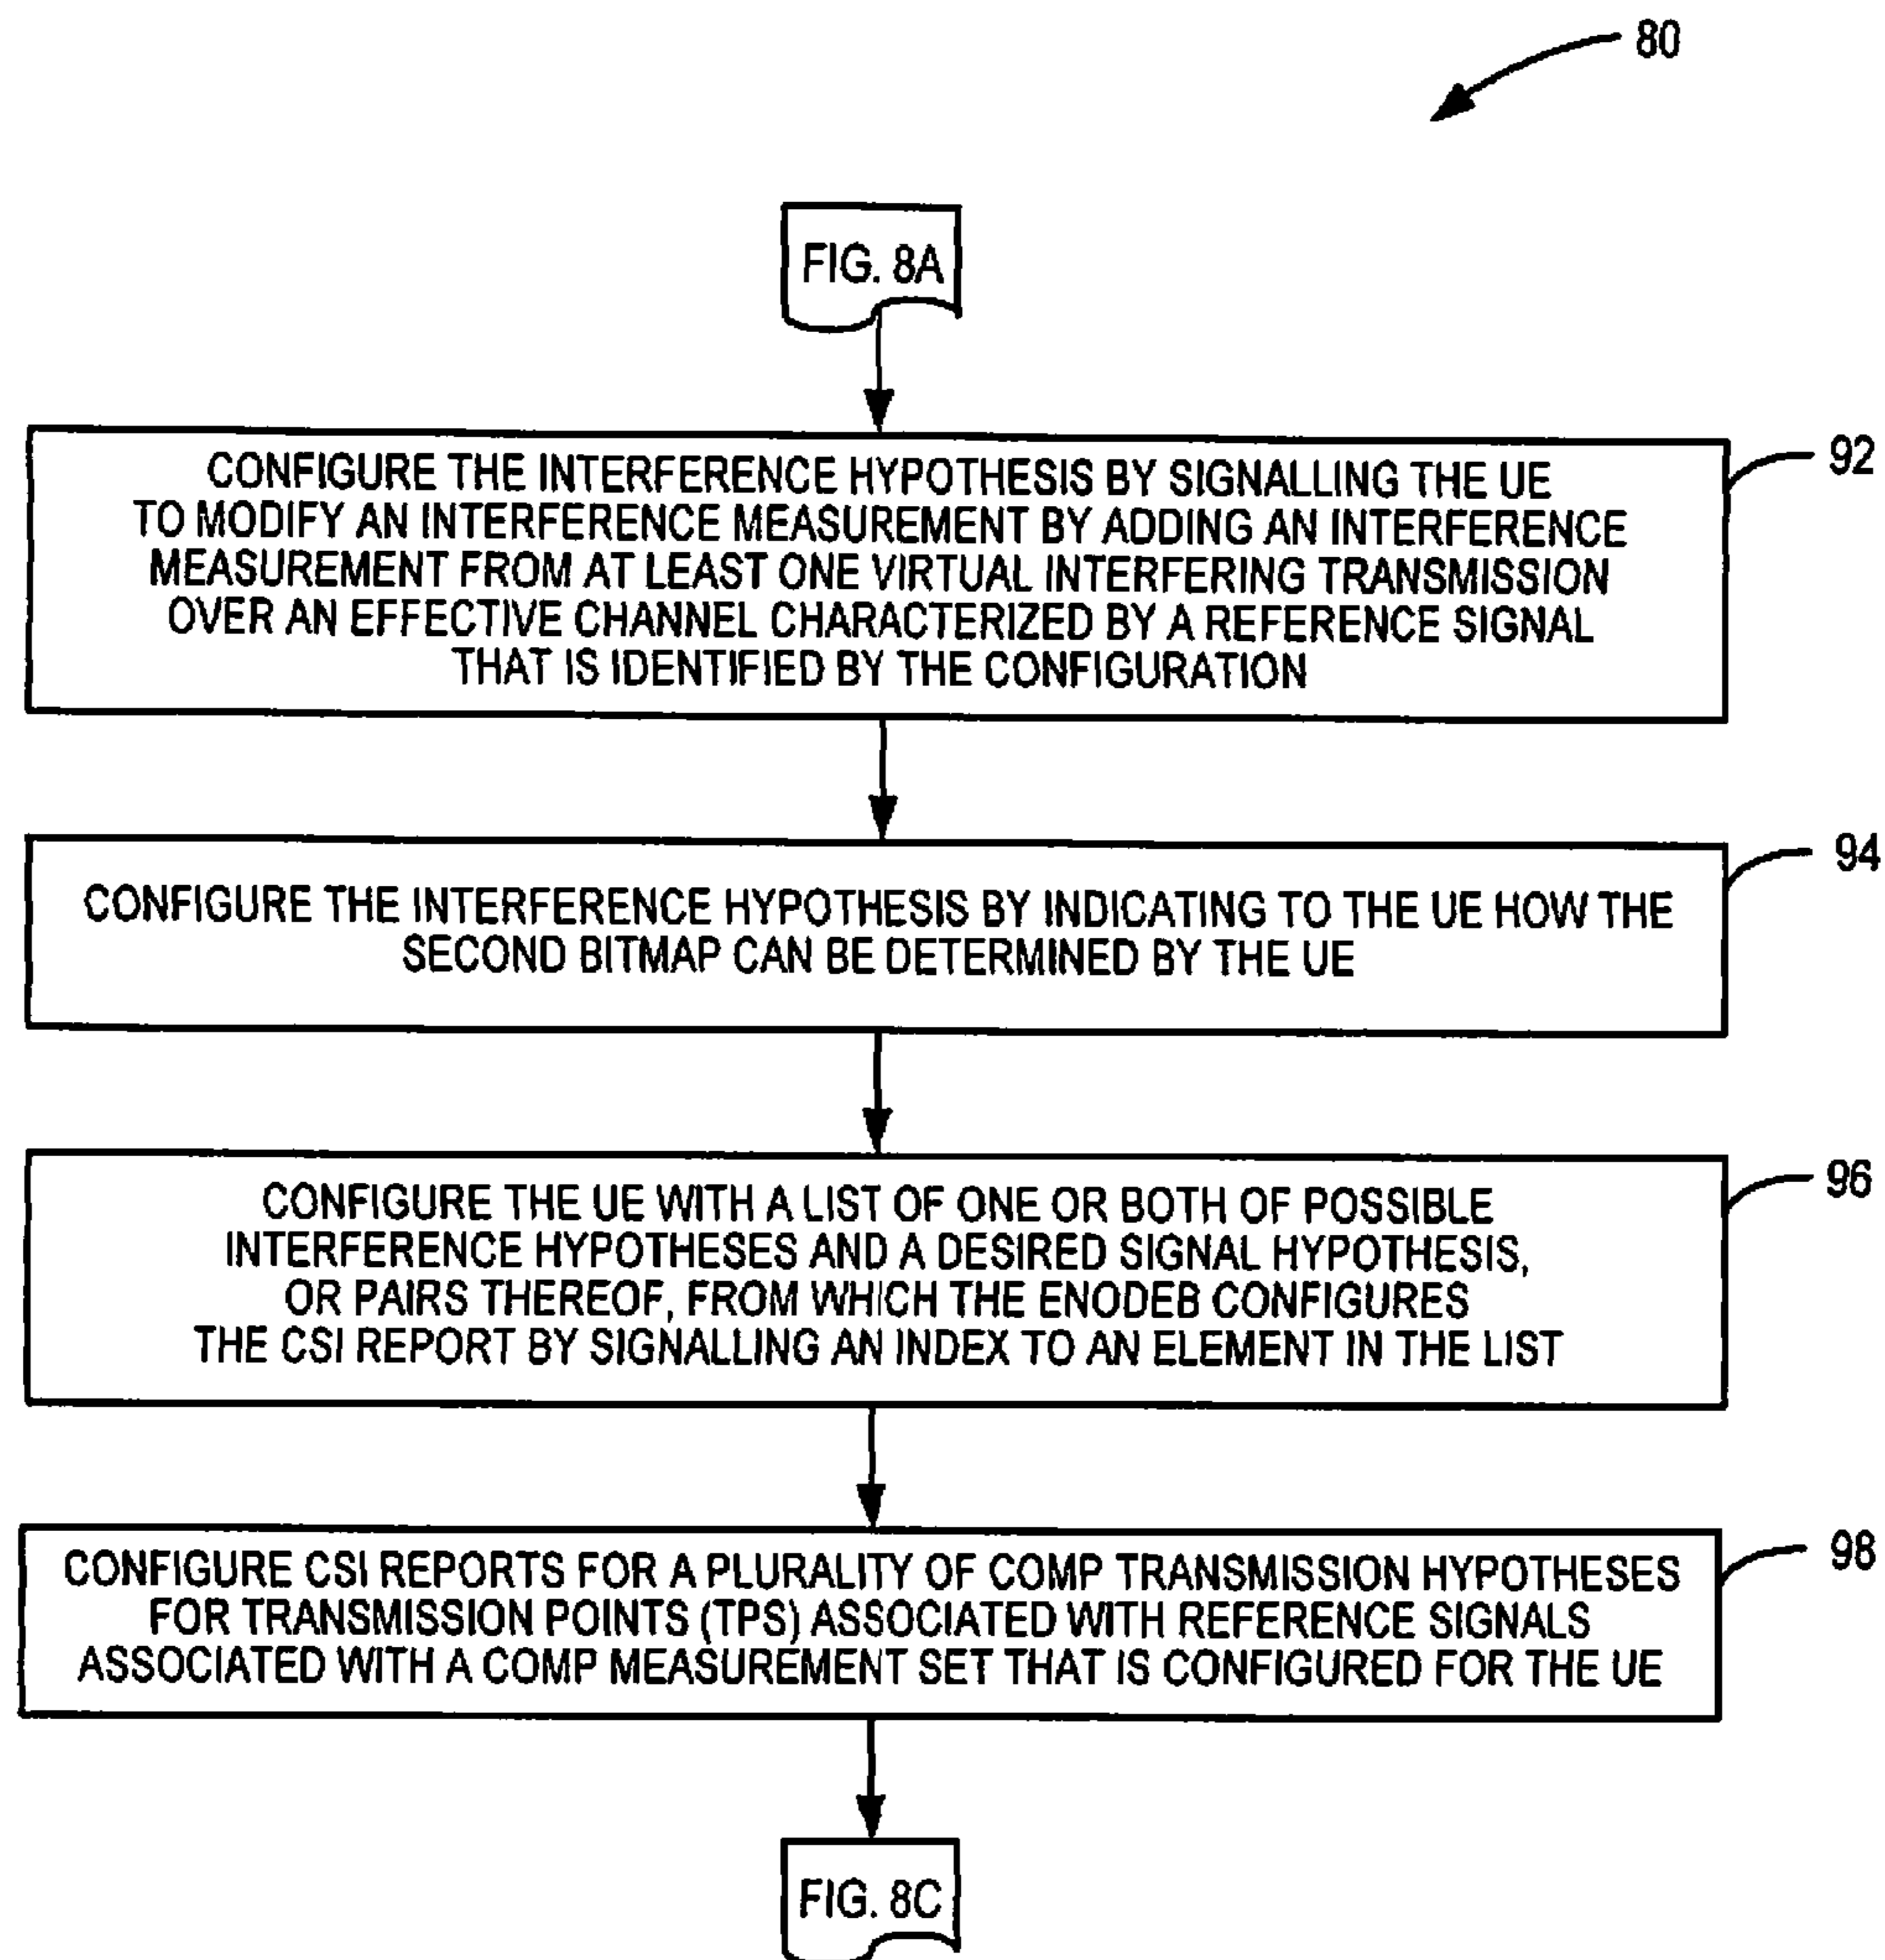 80
FIG. 8A
92
CONFIGURE THE INTERFERENCE HYPOTHESIS BY SIGNALLING THE UE
TO MODIFY AN INTERFERENCE MEASUREMENT BY ADDING AN INTERFERENCE
MEASUREMENT FROM AT LEAST ONE VIRTUAL INTERFERING TRANSMISSION
OVER AN EFFECTIVE CHANNEL CHARACTERIZED BY A REFERENCE SIGNAL
THAT IS IDENTIFIED BY THE CONFIGURATION
94
CONFIGURE THE INTERFERENCE HYPOTHESIS BY INDICATING TO THE UE HOW THE
SECOND BITMAP CAN BE DETERMINED BY THE UE
96
CONFIGURE THE UE WITH A LIST OF ONE OR BOTH OF POSSIBLE
INTERFERENCE HYPOTHESES AND A DESIRED SIGNAL HYPOTHESIS,
OR PAIRS THEREOF, FROM WHICH THE ENODEB CONFIGURES
THE CSI REPORT BY SIGNALLING AN INDEX TO AN ELEMENT IN THE LIST
98
CONFIGURE CSI REPORTS FOR A PLURALITY OF COMP TRANSMISSION HYPOTHESES
FOR TRANSMISSION POINTS (TPS) ASSOCIATED WITH REFERENCE SIGNALS
ASSOCIATED WITH A COMP MEASUREMENT SET THAT IS CONFIGURED FOR THE UE
FIG. 8C